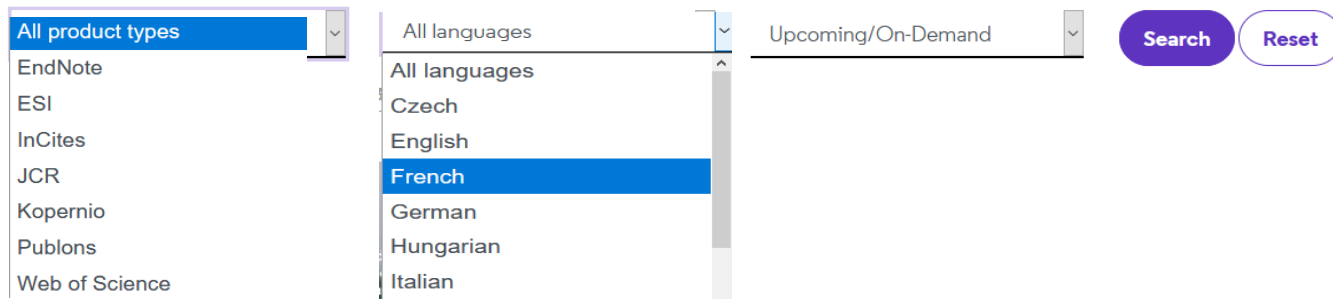 All product types
EndNote
ESI
InCites
JCR
Kopernio
Publons
Web of Science
All languages
All languages
Czech
English
French
German
Hungarian
Italian
Upcoming/On-Demand
Search
Reset